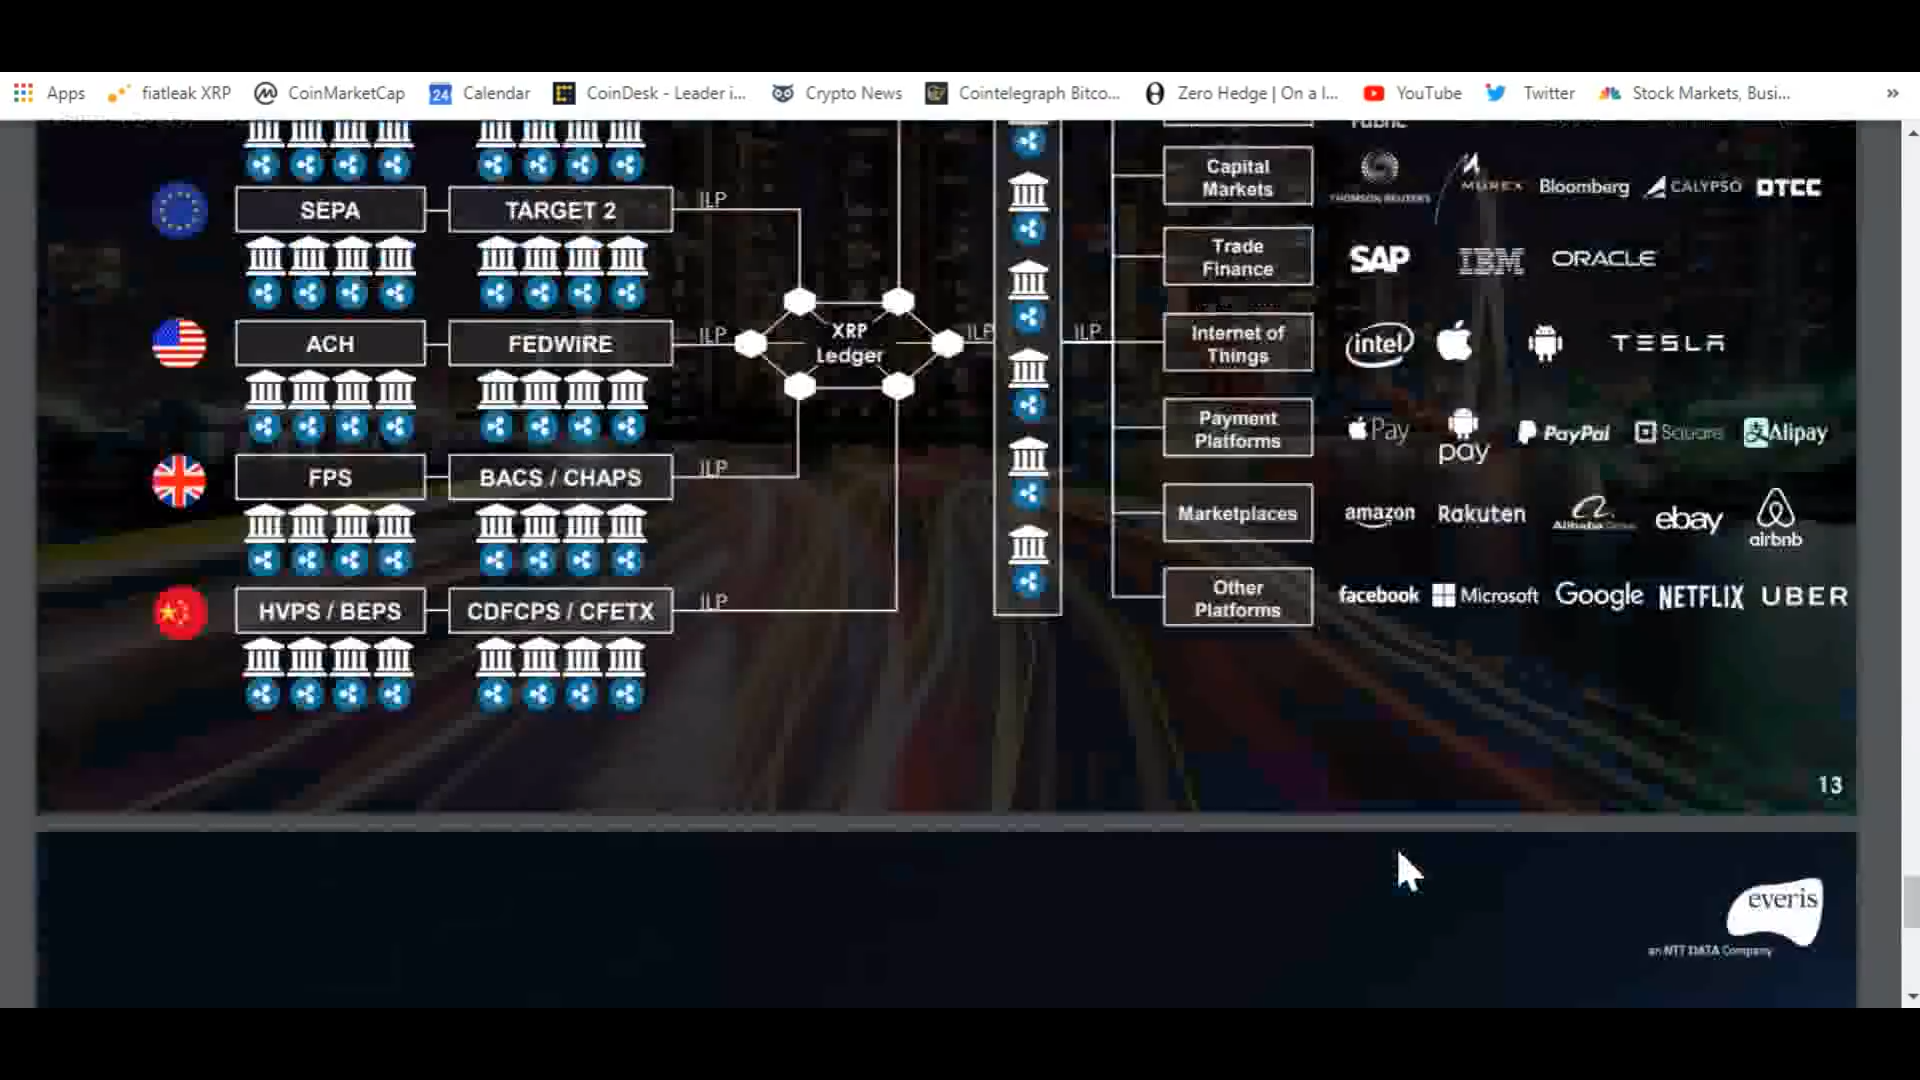 Apps fiatleak XRP CoinMarketCap 24 Calendar CoinDesk - Leader i... Crypto News Cointelegraph Bitco... Zero Hedge | On a l... YouTube Twitter Stock Markets, Busi... »
Capital
Markets
THOMSON REUTERS MUREX Bloomberg CALYPSO DTCC
SEPA TARGET 2 ILP
Trade
Finance
SAP IBM ORACLE
ACH FEDWIRE ILP
XRP
Ledger
ILP ILP
Internet of
Things
intel TESLA
Payment
Platforms
Pay pay PayPal Square Alipay
FPS BACS / CHAPS ILP
Marketplaces amazon Rakuten Alibaba ebay airbnb
HVPS / BEPS CDFCPS / CFETX ILP
Other
Platforms
facebook Microsoft Google NETFLIX UBER
13
everis
an NTT DATA Company